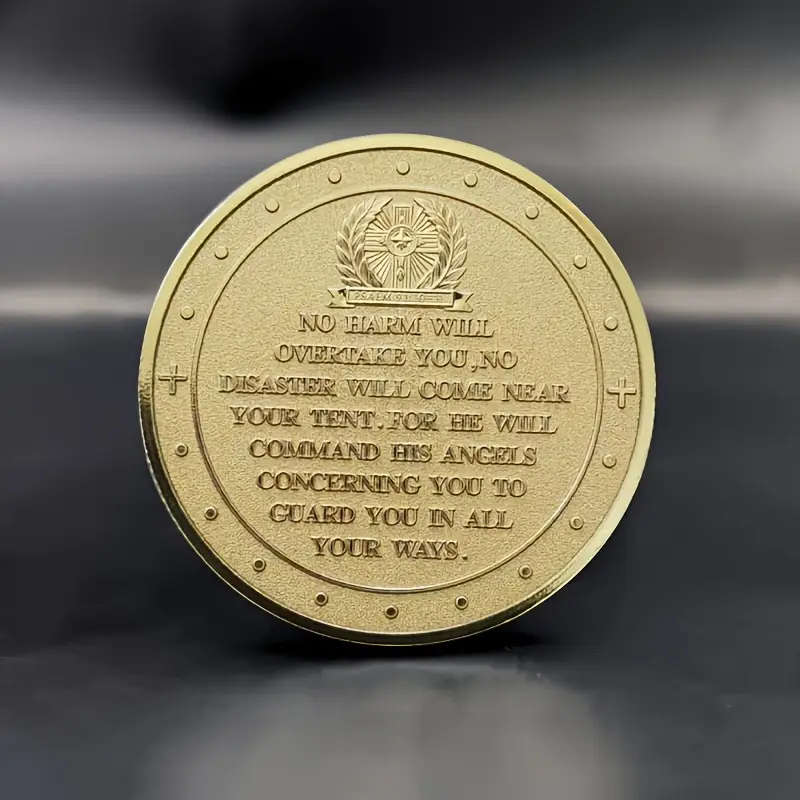 PSALM 91:10-11
NO HARM WILL
OVERTAKE YOU,NO
DISASTER WILL COME NEAR
YOUR TENT.FOR HE WILL
COMMAND HIS ANGELS
CONCERNING YOU TO
GUARD YOU IN ALL
YOUR WAYS.